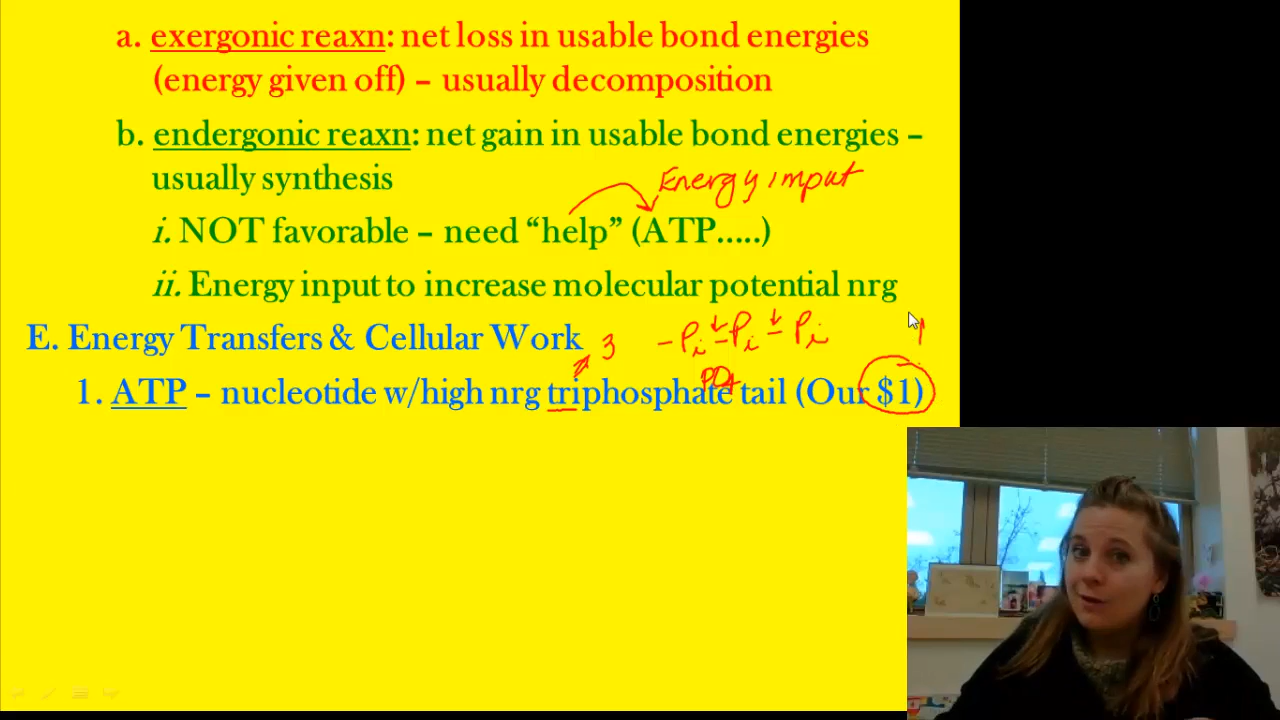 a. exergonic reaxn: net loss in usable bond energies
(energy given off) – usually decomposition
b. endergonic reaxn: net gain in usable bond energies –
usually synthesis
Energy input
i. NOT favorable – need “help” (ATP.....)
ii. Energy input to increase molecular potential nrg
E. Energy Transfers & Cellular Work 3 – Pi – Pi – Pi
PO4
1. ATP – nucleotide w/high nrg triphosphate tail (Our $1)